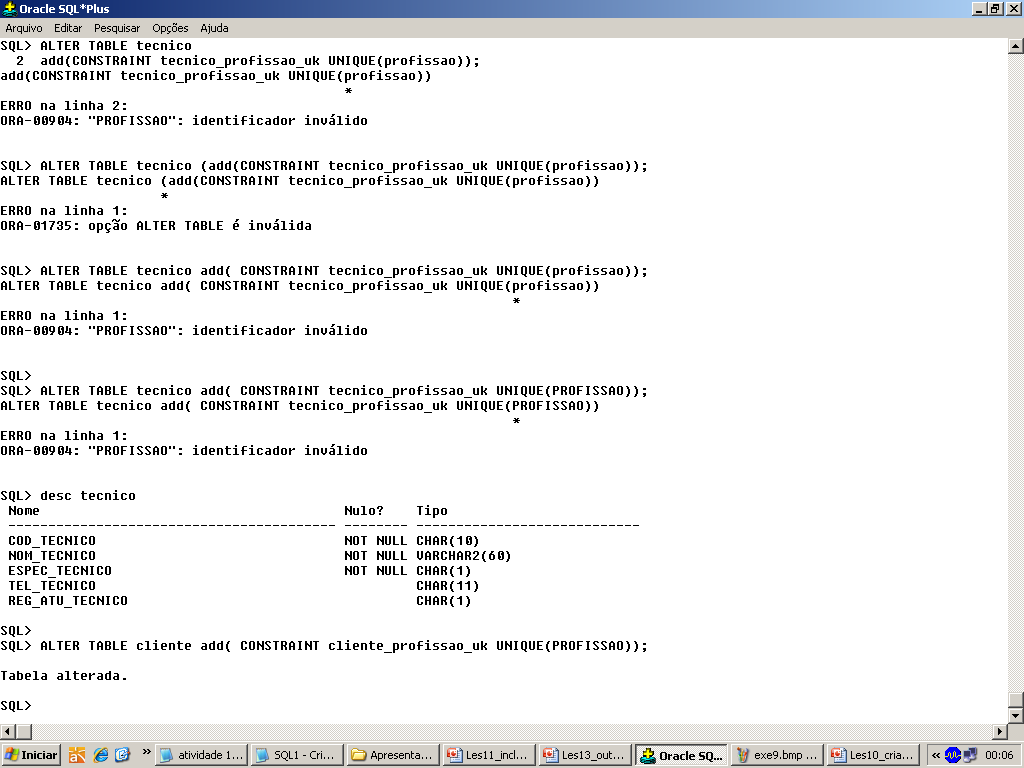 Oracle SQL*Plus
Arquivo Editar Pesquisar Opções Ajuda
SQL> ALTER TABLE tecnico
  2  add(CONSTRAINT tecnico_profissao_uk UNIQUE(profissao));
add(CONSTRAINT tecnico_profissao_uk UNIQUE(profissao))
                                           *
ERRO na linha 2:
ORA-00904: "PROFISSAO": identificador inválido
SQL> ALTER TABLE tecnico (add(CONSTRAINT tecnico_profissao_uk UNIQUE(profissao));
ALTER TABLE tecnico (add(CONSTRAINT tecnico_profissao_uk UNIQUE(profissao))
                    *
ERRO na linha 1:
ORA-01735: opção ALTER TABLE é inválida
SQL> ALTER TABLE tecnico add( CONSTRAINT tecnico_profissao_uk UNIQUE(profissao));
ALTER TABLE tecnico add( CONSTRAINT tecnico_profissao_uk UNIQUE(profissao))
                                                                *
ERRO na linha 1:
ORA-00904: "PROFISSAO": identificador inválido
SQL>
SQL> ALTER TABLE tecnico add( CONSTRAINT tecnico_profissao_uk UNIQUE(PROFISSAO));
ALTER TABLE tecnico add( CONSTRAINT tecnico_profissao_uk UNIQUE(PROFISSAO))
                                                                *
ERRO na linha 1:
ORA-00904: "PROFISSAO": identificador inválido
SQL> desc tecnico
 Nome                                      Nulo?    Tipo
 ----------------------------------------- -------- ----------------------------
 COD_TECNICO                               NOT NULL CHAR(10)
 NOM_TECNICO                               NOT NULL VARCHAR2(60)
 ESPEC_TECNICO                             NOT NULL CHAR(1)
 TEL_TECNICO                                        CHAR(11)
 REG_ATU_TECNICO                                    CHAR(1)
SQL>
SQL> ALTER TABLE cliente add( CONSTRAINT cliente_profissao_uk UNIQUE(PROFISSAO));
Tabela alterada.
SQL>
Iniciar » atividade 1... SQL1 - Cri... Apresenta... Les11_incl... Les13_out... Oracle SQ... exe9.bmp ... Les10_cria... « 00:06